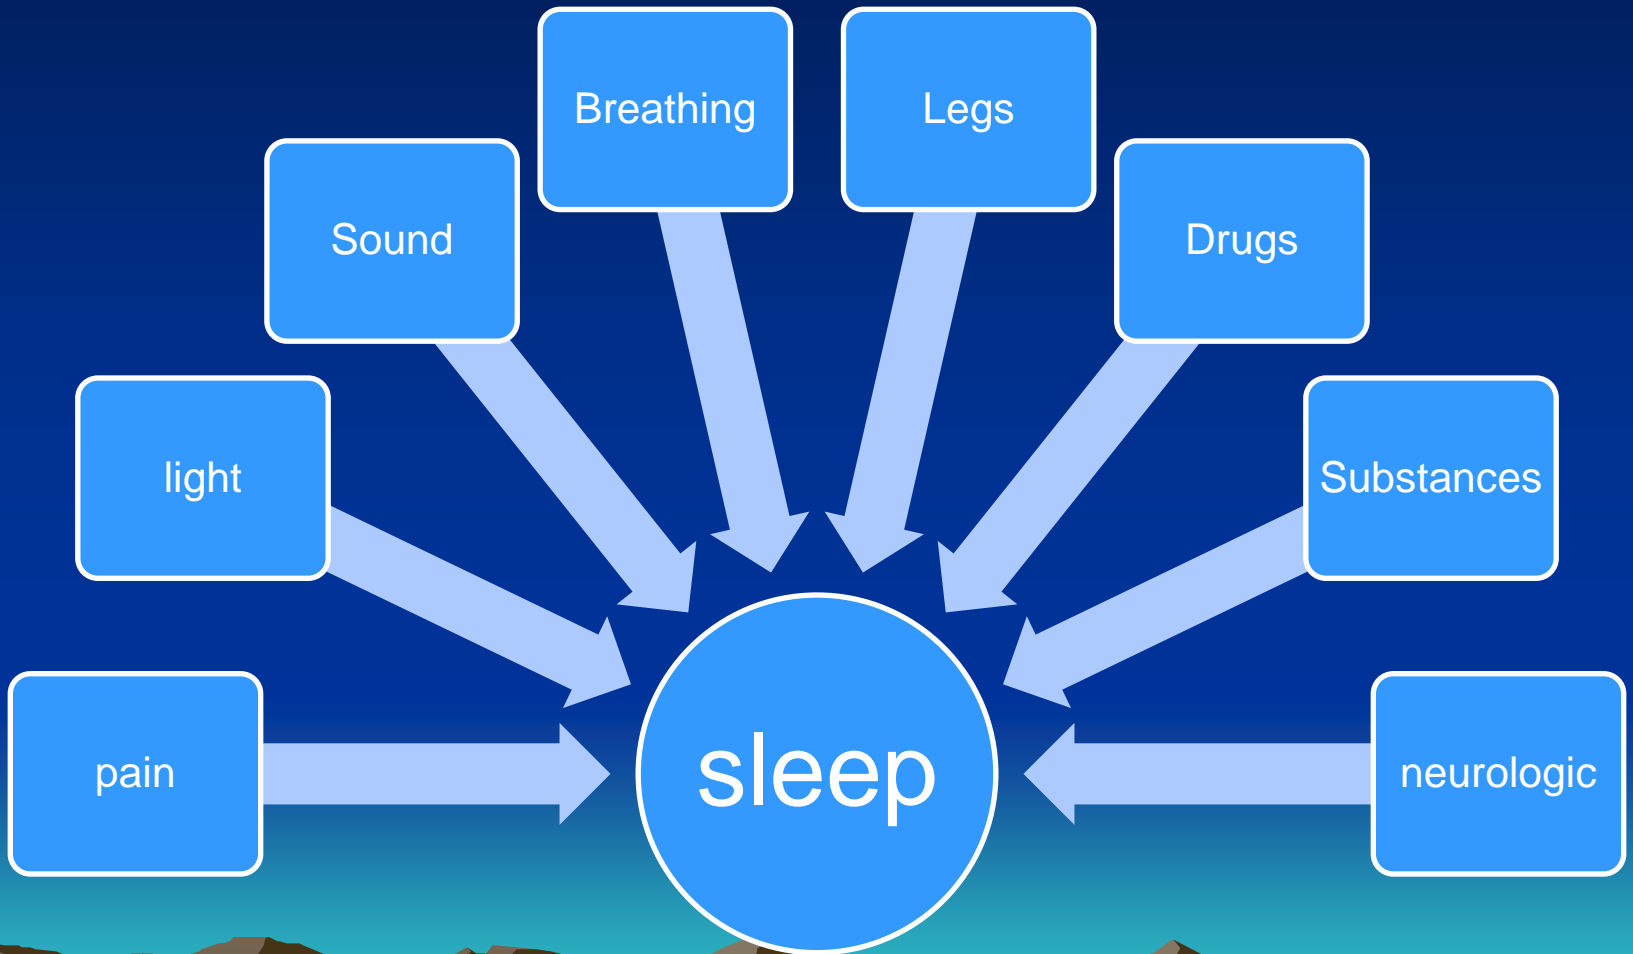 Breathing
Legs
Sound
Drugs
light
Substances
pain
sleep
neurologic